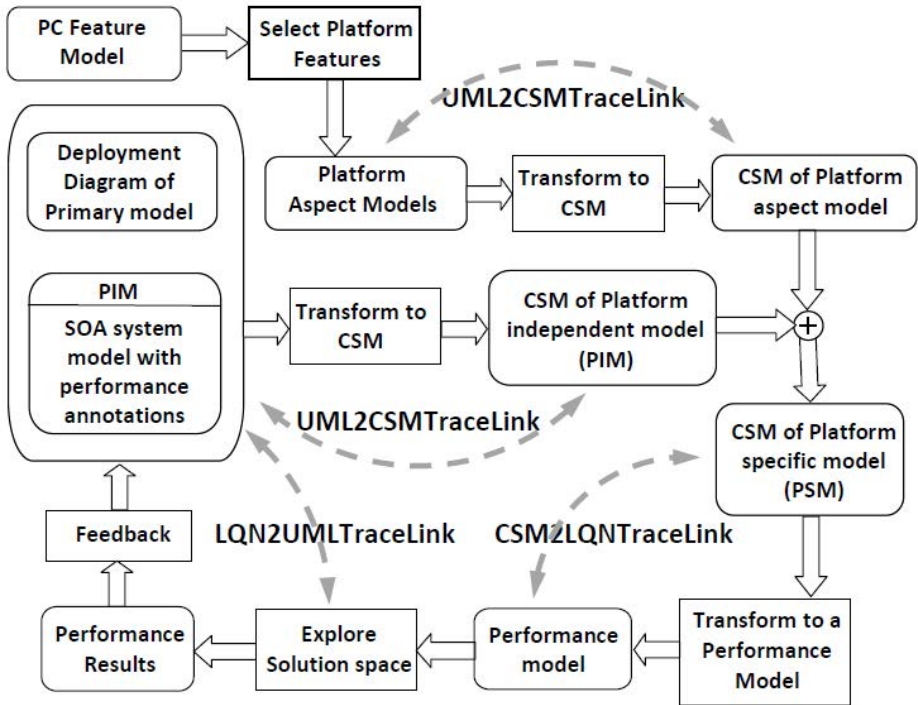 PC Feature
Model
Select Platform
Features
UML2CSMTraceLink
Deployment
Diagram of
Primary model
Platform
Aspect Models
Transform to
CSM
CSM of Platform
aspect model
PIM
SOA system
model with
performance
annotations
Transform to
CSM
CSM of Platform
independent model
(PIM)
+
UML2CSMTraceLink
CSM of Platform
specific model
(PSM)
Feedback
LQN2UMLTraceLink
CSM2LQNTraceLink
Performance
Results
Explore
Solution space
Performance
model
Transform to a
Performance
Model